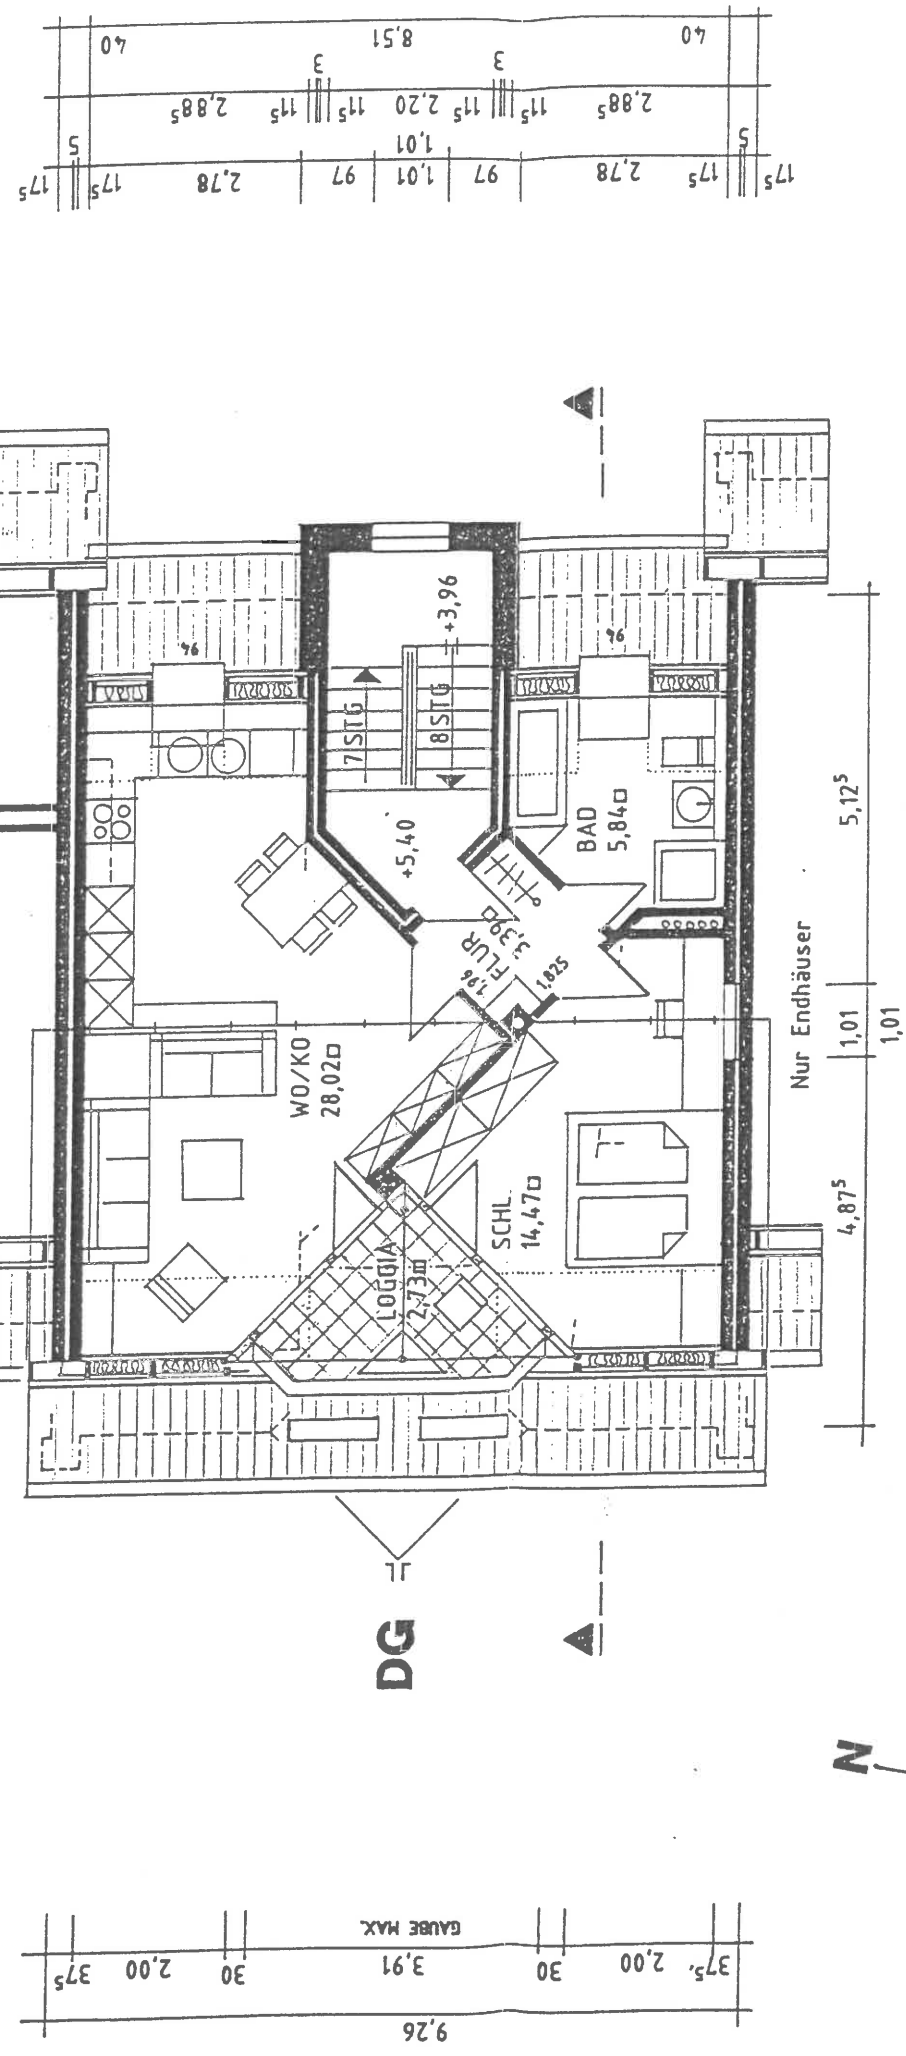 40 8,51 40
3 3
2,88⁵ 11⁵ 11⁵ 2,20 11⁵ 11⁵ 2,88⁵
1,01
5 5
17⁵ 17⁵ 2,78 97 1,01 97 2,78 17⁵ 17⁵
94
94
+3,96
7 STG
8 STG
+5,40
BAD
5,84□
FLUR
3,39□
1,96
1,825
WO/KO
28,02□
SCHL
14,47□
LOGGIA
2,73□
Nur Endhäuser
5,12⁵
1,01
1,01
4,87⁵
DG
N
GAUBE MAX.
37⁵ 2,00 30 3,91 30 2,00 37⁵
9,26